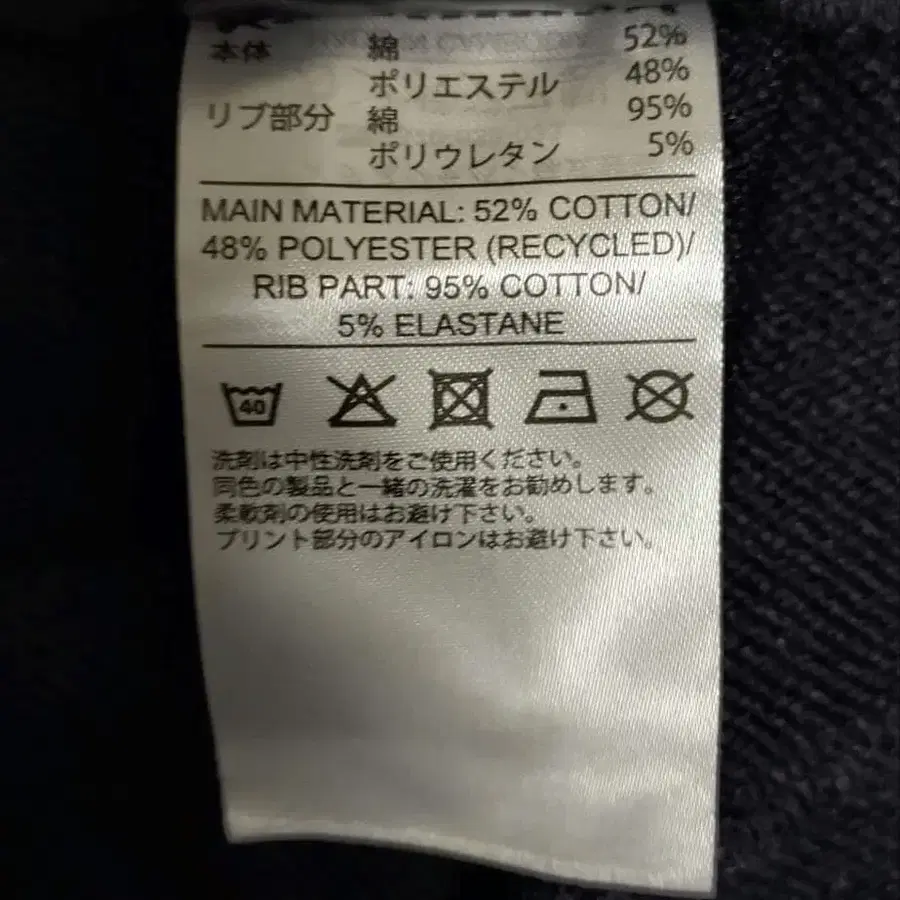 本体 綿 52%
ポリエステル 48%
リブ部分 綿 95%
ポリウレタン 5%
MAIN MATERIAL: 52% COTTON/
48% POLYESTER (RECYCLED)/
RIB PART: 95% COTTON/
5% ELASTANE
40
洗剤は中性洗剤をご使用ください。
同色の製品と一緒の洗濯をお勧めします。
柔軟剤の使用はお避け下さい。
プリント部分のアイロンはお避け下さい。